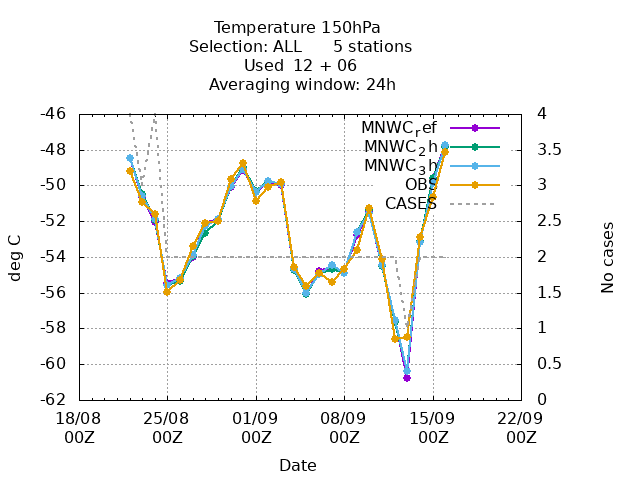 Temperature 150hPa
Selection: ALL 5 stations
Used 12 + 06
Averaging window: 24h
-46 4
-48 3.5
-50 3
-52 2.5
-54 2
-56 1.5
-58 1
-60 0.5
-62 0
MNWCref
MNWC2h
MNWC3h
OBS
CASES
deg C
No cases
18/08 25/08 01/09 08/09 15/09 22/09
00Z 00Z 00Z 00Z 00Z 00Z
Date